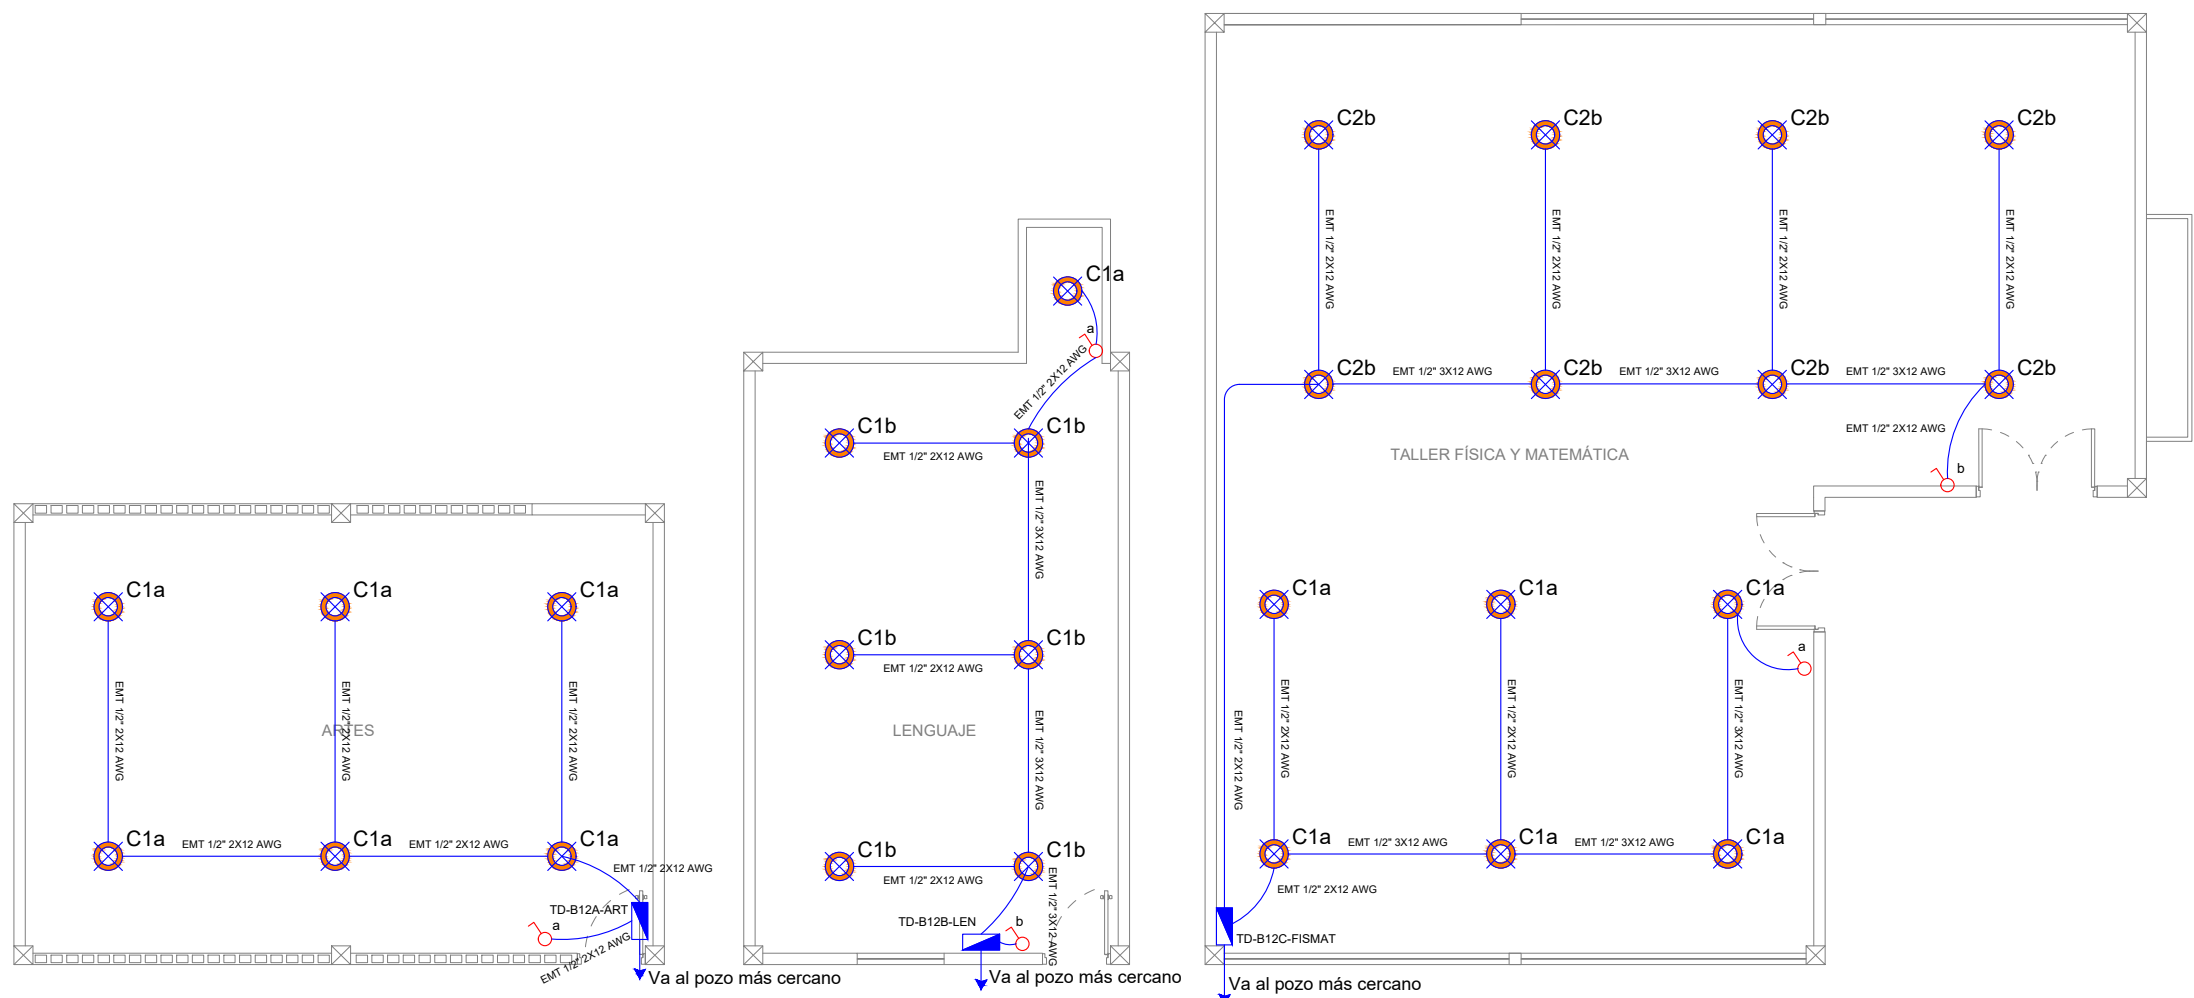 C2b
C2b
C2b
C2b
EMT 1/2" 2X12 AWG
EMT 1/2" 2X12 AWG
EMT 1/2" 2X12 AWG
EMT 1/2" 2X12 AWG
C2b
C2b
C2b
C2b
EMT 1/2" 3X12 AWG
EMT 1/2" 3X12 AWG
EMT 1/2" 3X12 AWG
EMT 1/2" 2X12 AWG
TALLER FÍSICA Y MATEMÁTICA
b
C1a
a
EMT 1/2" 2X12 AWG
C1b
C1b
EMT 1/2" 2X12 AWG
EMT 1/2" 3X12 AWG
C1b
C1b
EMT 1/2" 2X12 AWG
EMT 1/2" 3X12 AWG
LENGUAJE
C1b
C1b
EMT 1/2" 2X12 AWG
EMT 1/2" 3X12 AWG
TD-B12B-LEN
b
Va al pozo más cercano
C1a
C1a
C1a
EMT 1/2" 2X12 AWG
EMT 1/2" 2X12 AWG
EMT 1/2" 2X12 AWG
ARTES
C1a
C1a
C1a
EMT 1/2" 2X12 AWG
EMT 1/2" 2X12 AWG
EMT 1/2" 2X12 AWG
TD-B12A-ART
a
EMT 1/2" 2X12 AWG
Va al pozo más cercano
C1a
C1a
C1a
a
EMT 1/2" 2X12 AWG
EMT 1/2" 2X12 AWG
EMT 1/2" 2X12 AWG
EMT 1/2" 3X12 AWG
C1a
C1a
C1a
EMT 1/2" 3X12 AWG
EMT 1/2" 3X12 AWG
EMT 1/2" 2X12 AWG
TD-B12C-FISMAT
Va al pozo más cercano